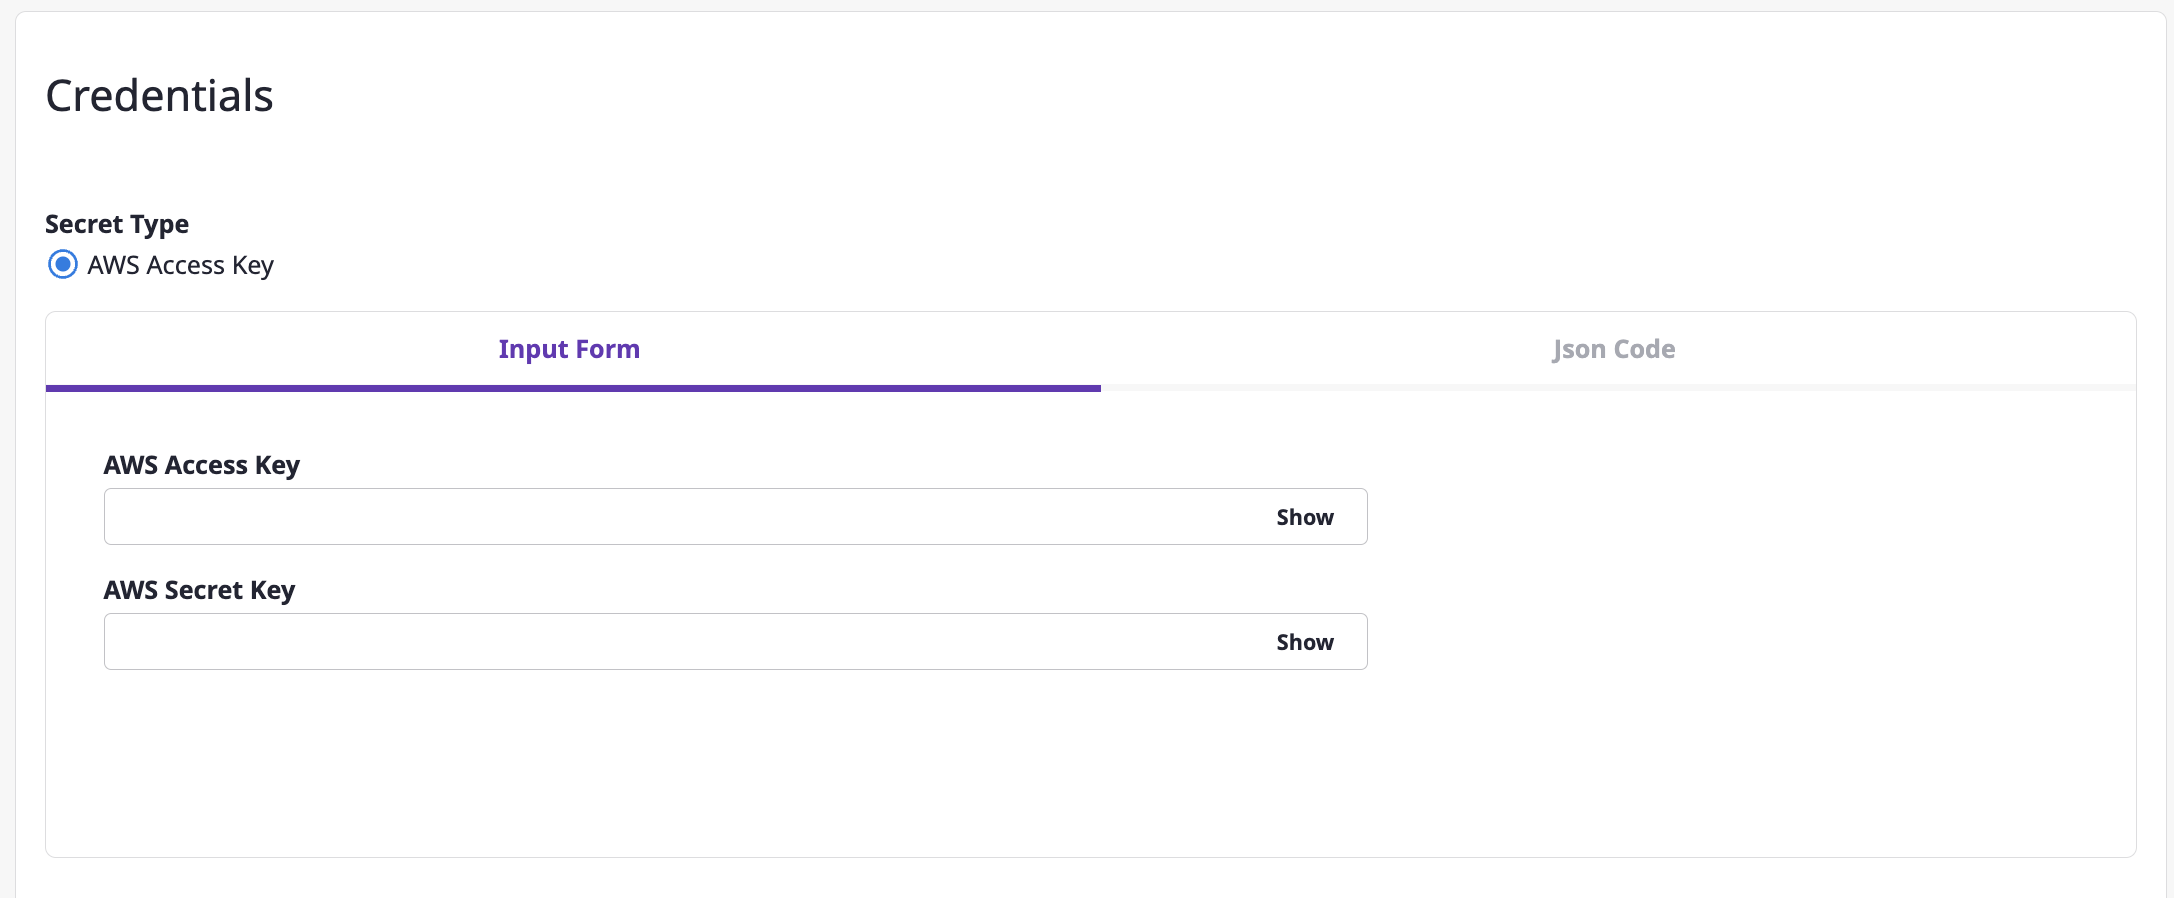 Credentials
Secret Type
AWS Access Key
Input Form
Json Code
AWS Access Key
Show
AWS Secret Key
Show